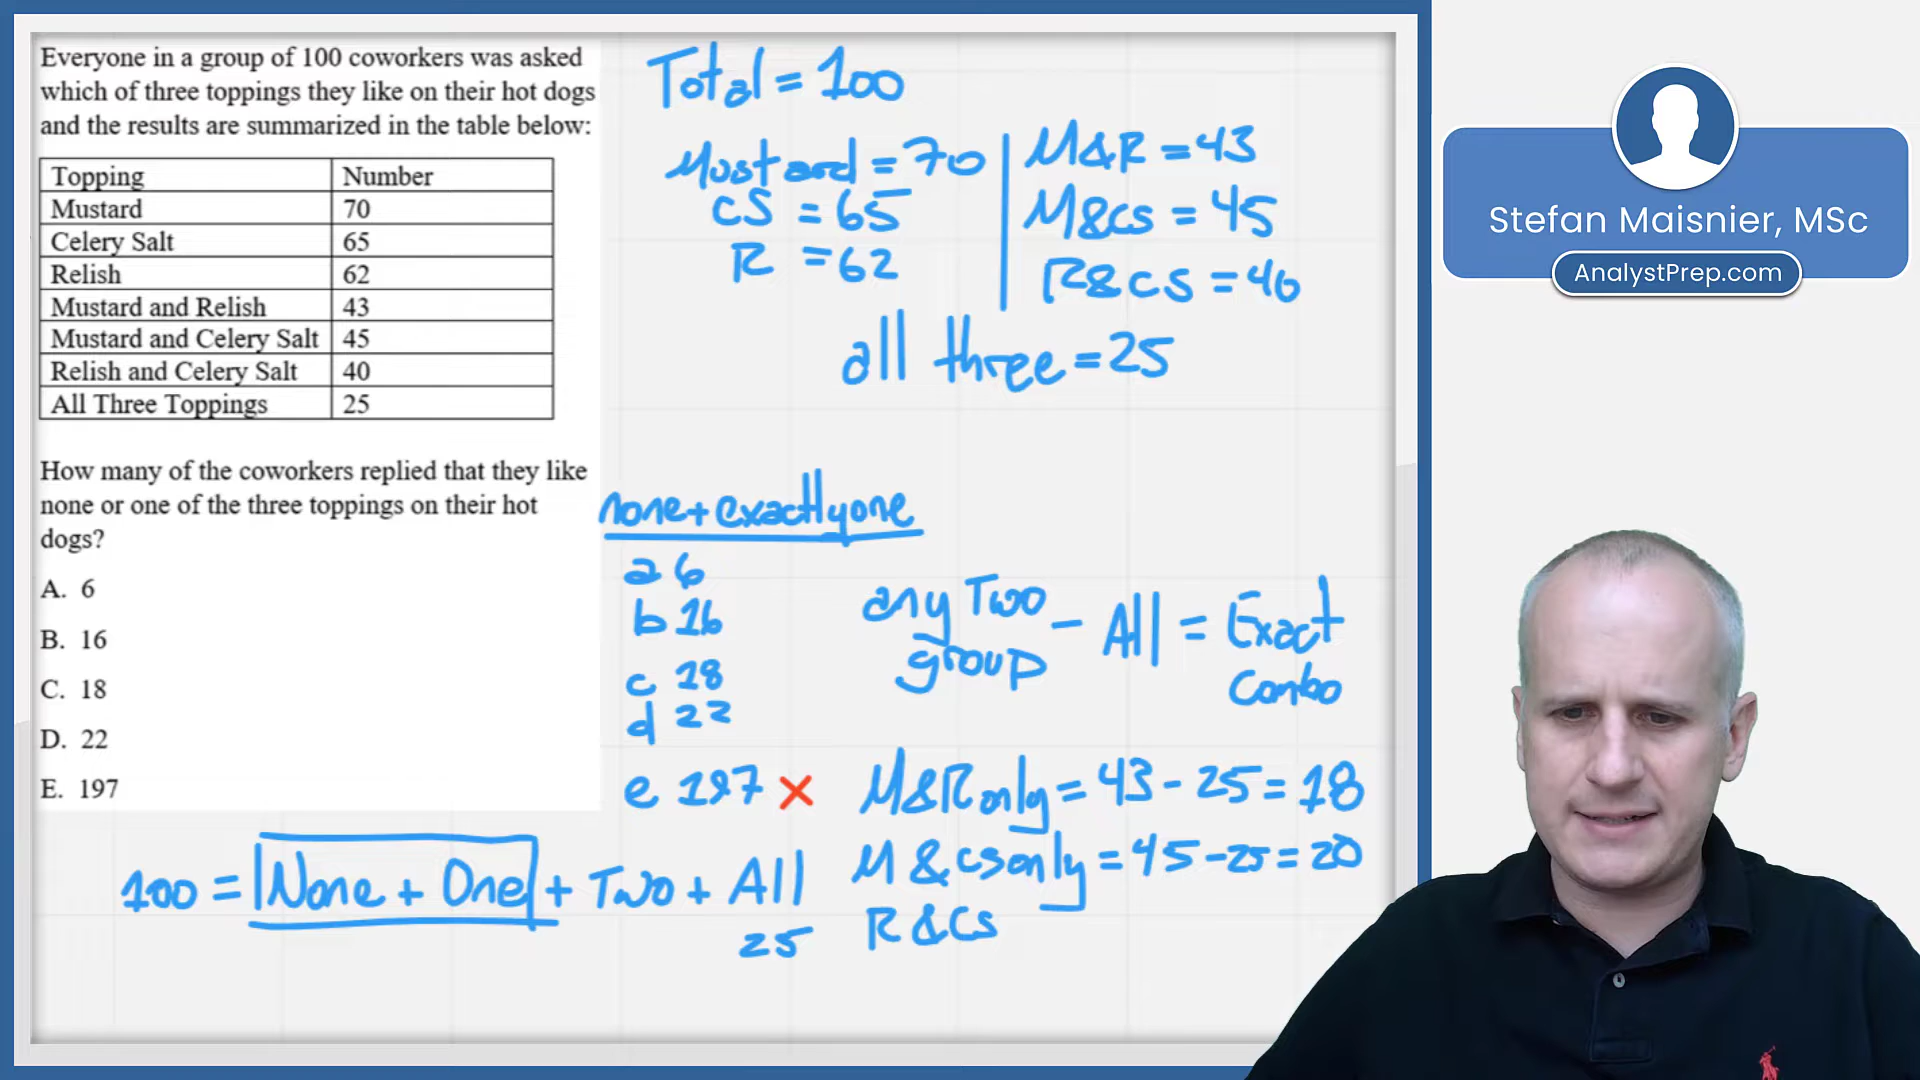 Everyone in a group of 100 coworkers was asked
which of three toppings they like on their hot dogs
and the results are summarized in the table below:
Topping Number
Mustard 70
Celery Salt 65
Relish 62
Mustard and Relish 43
Mustard and Celery Salt 45
Relish and Celery Salt 40
All Three Toppings 25
How many of the coworkers replied that they like
none or one of the three toppings on their hot
dogs?
A. 6
B. 16
C. 18
D. 22
E. 197
Total = 100
Mustard = 70
CS = 65
R = 62
M&R = 43
M&CS = 45
R&CS = 40
all three = 25
none + exactly one
a 6
b 16
c 18
d 22
e 197 ×
any Two group - All = Exact Combo
M&R only = 43 - 25 = 18
M & CS only = 45 - 25 = 20
R & CS
100 = None + One + Two + All
25
Stefan Maisnier, MSc
AnalystPrep.com